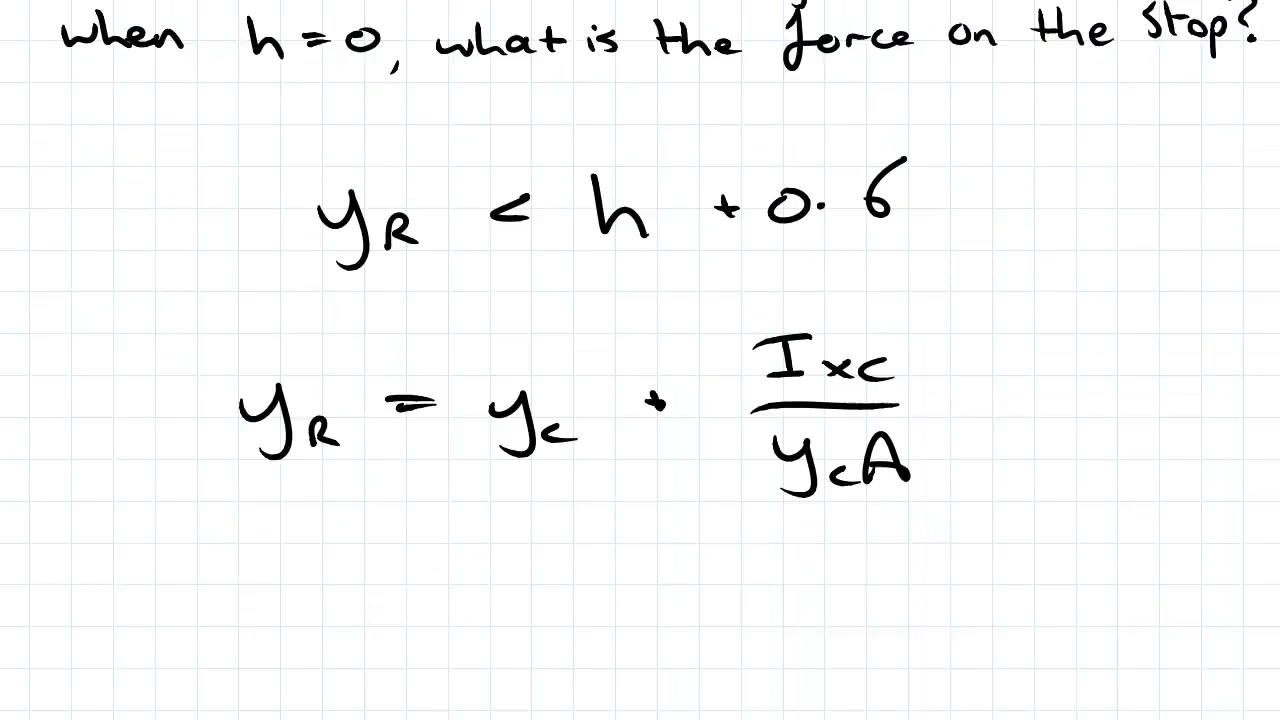 when h = 0, what is the force on the stop?
y_R < h + 0.6
y_R = y_c + I_xc / y_c A